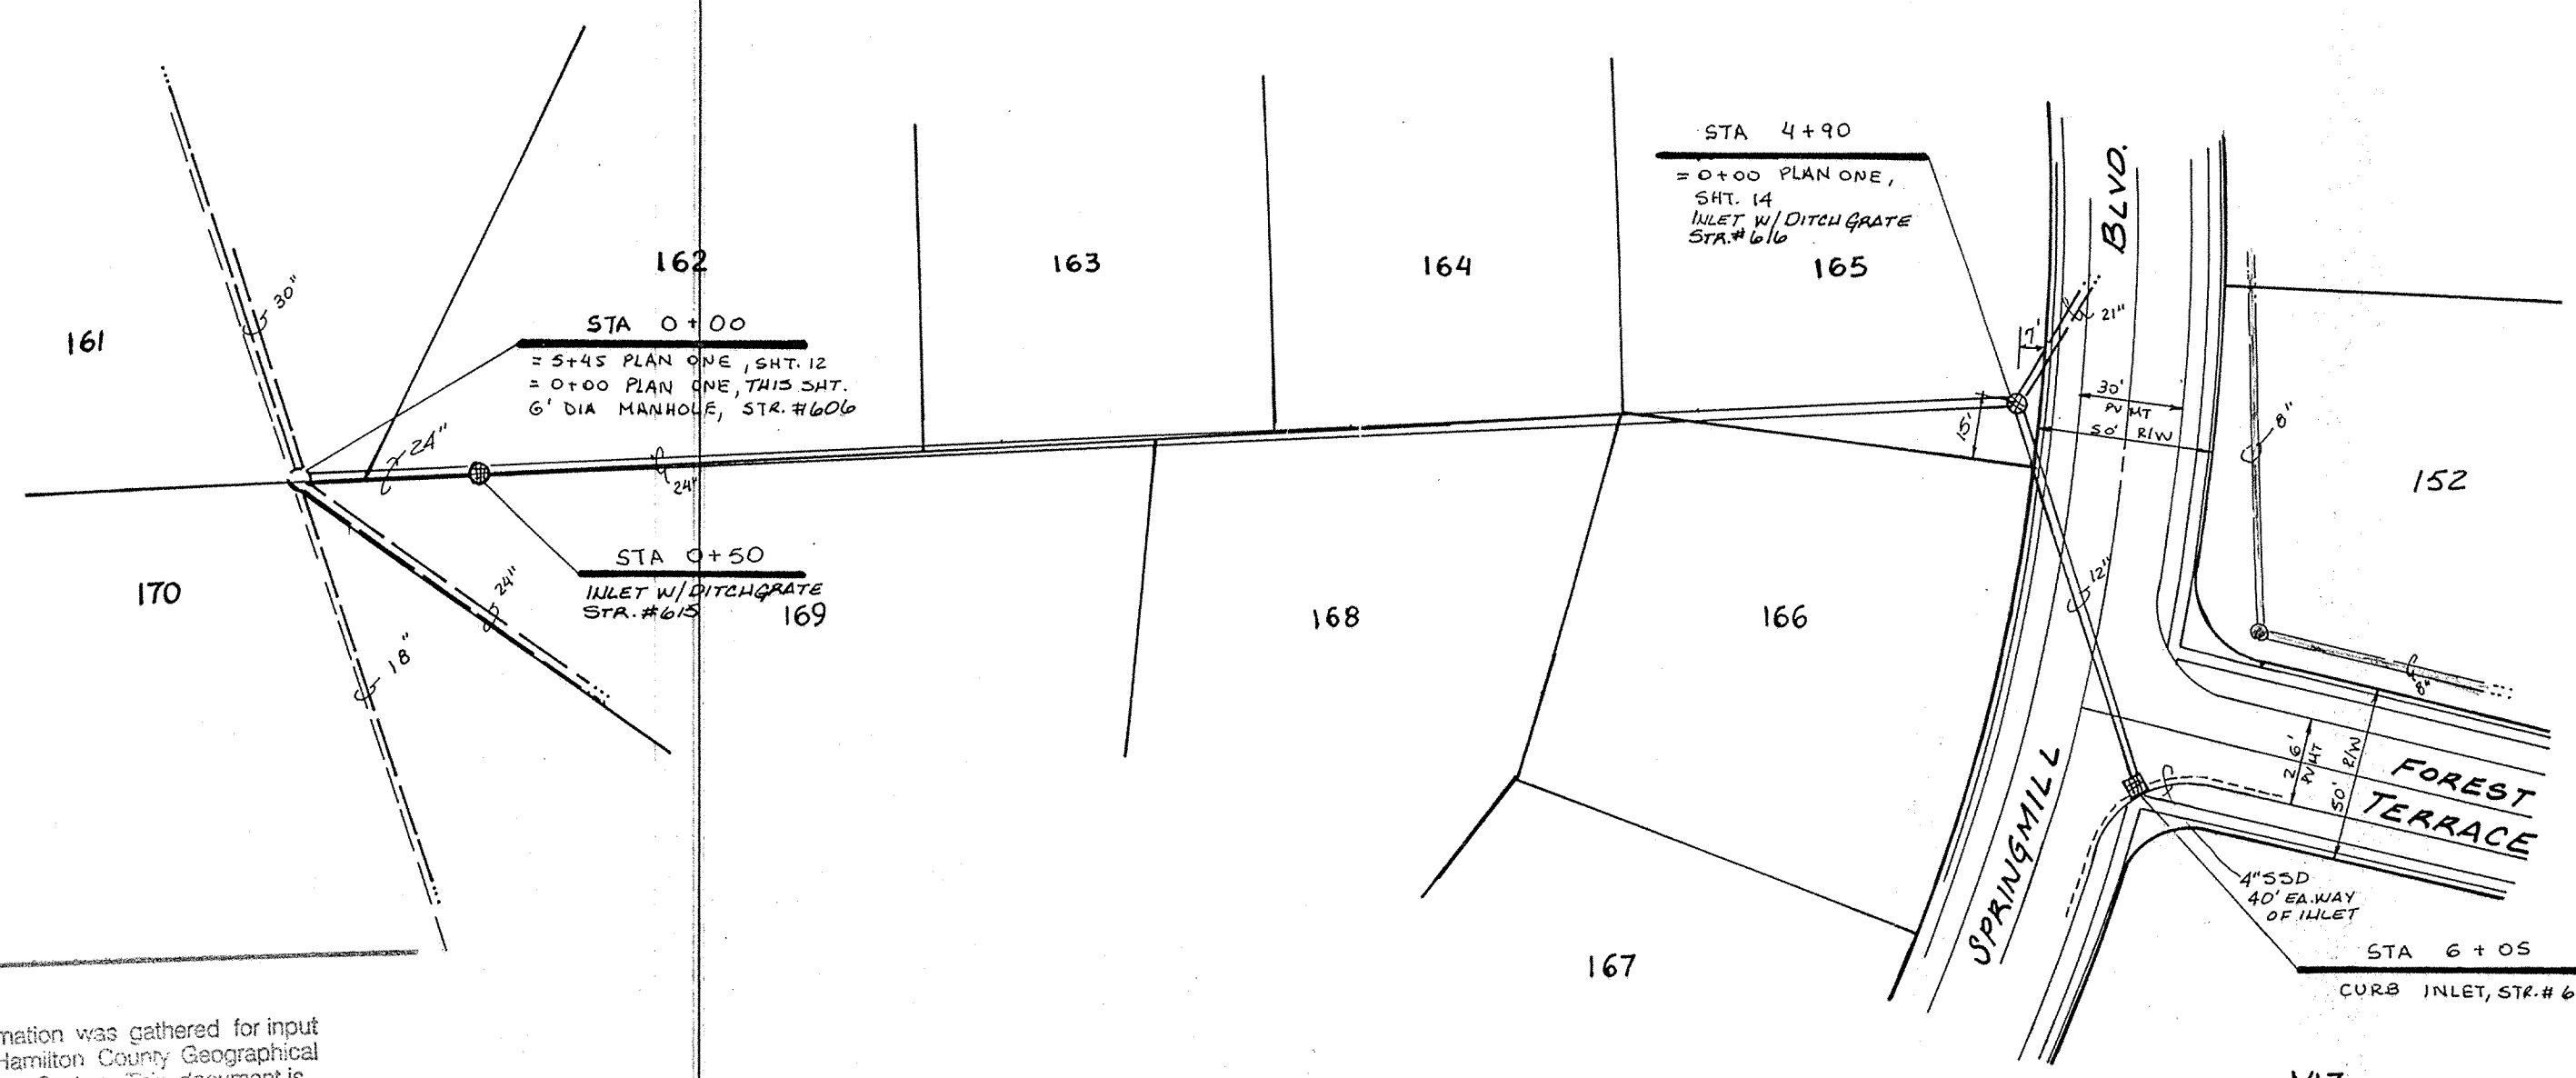 STA 4+90
= 0+00 PLAN ONE,
SHT. 14
INLET W/ DITCH GRATE
STR.#616
BLVD.
162
163
164
165
161
30"
STA 0+00
= 5+45 PLAN ONE, SHT. 12
= 0+00 PLAN ONE, THIS SHT.
6' DIA MANHOLE, STR.#606
17'
21"
30'
PVMT
50' R/W
15'
8"
152
24"
24"
STA 0+50
INLET W/ DITCHGRATE
STR.#615
170
24"
18"
169
168
166
12"
8"
26'
PVMT
50' R/W
FOREST
TERRACE
SPRINGMILL
4"SSD
40' EA.WAY
OF INLET
STA 6+05
CURB INLET, STR.# 6
167
mation was gathered for input
Hamilton County Geographical
document is